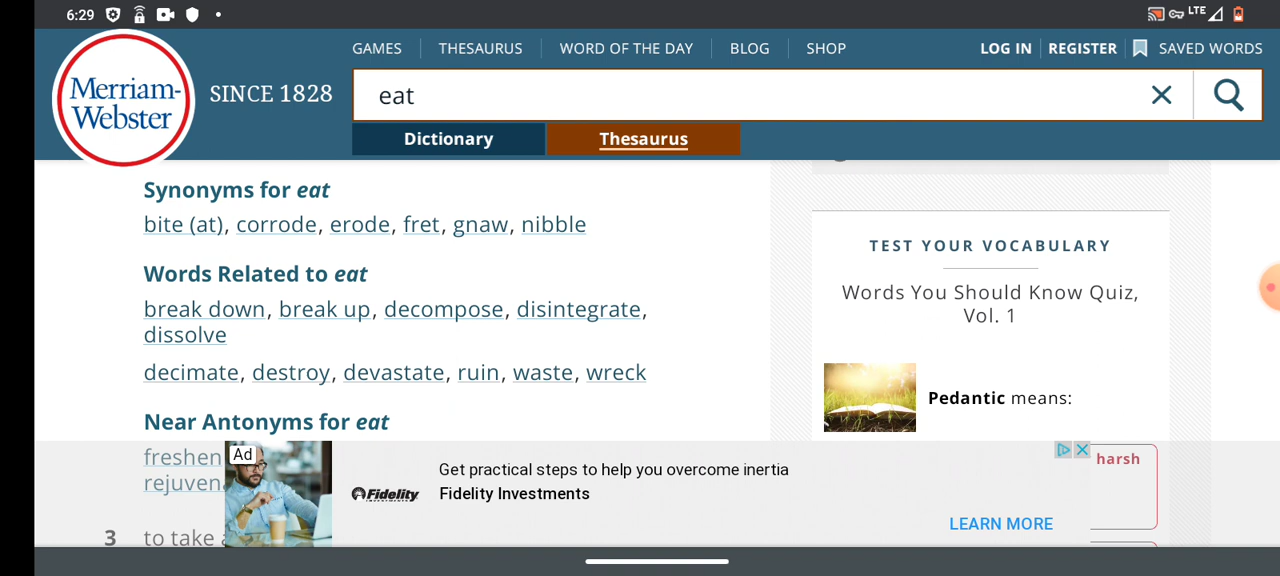 6:29
LTE
GAMES THESAURUS WORD OF THE DAY BLOG SHOP LOG IN REGISTER SAVED WORDS
Merriam-
Webster
SINCE 1828
eat
Dictionary Thesaurus
Synonyms for eat
bite (at), corrode, erode, fret, gnaw, nibble
Words Related to eat
break down, break up, decompose, disintegrate,
dissolve
decimate, destroy, devastate, ruin, waste, wreck
Near Antonyms for eat
freshen
3 to take
TEST YOUR VOCABULARY
Words You Should Know Quiz,
Vol. 1
Pedantic means:
harsh
Ad
Get practical steps to help you overcome inertia
Fidelity
Fidelity Investments
LEARN MORE